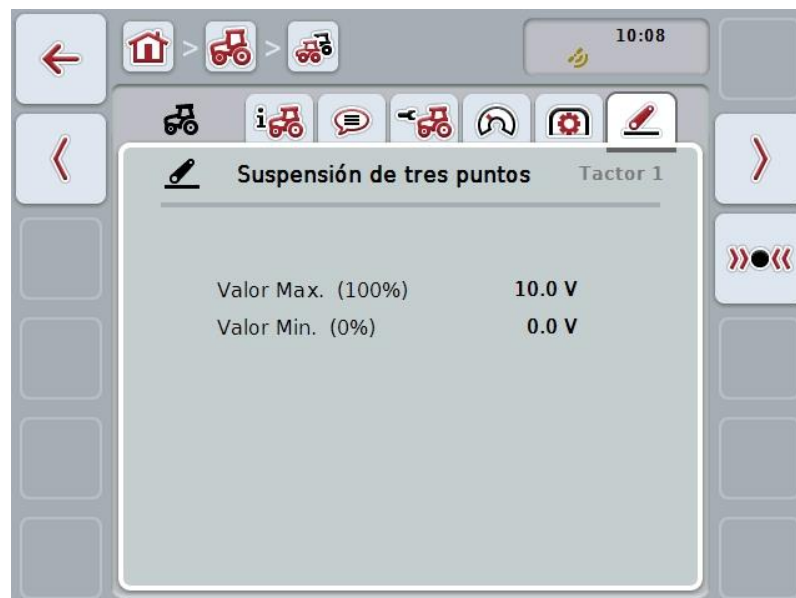 10:08
Suspensión de tres puntos Tactor 1
Valor Max. (100%) 10.0 V
Valor Min. (0%) 0.0 V